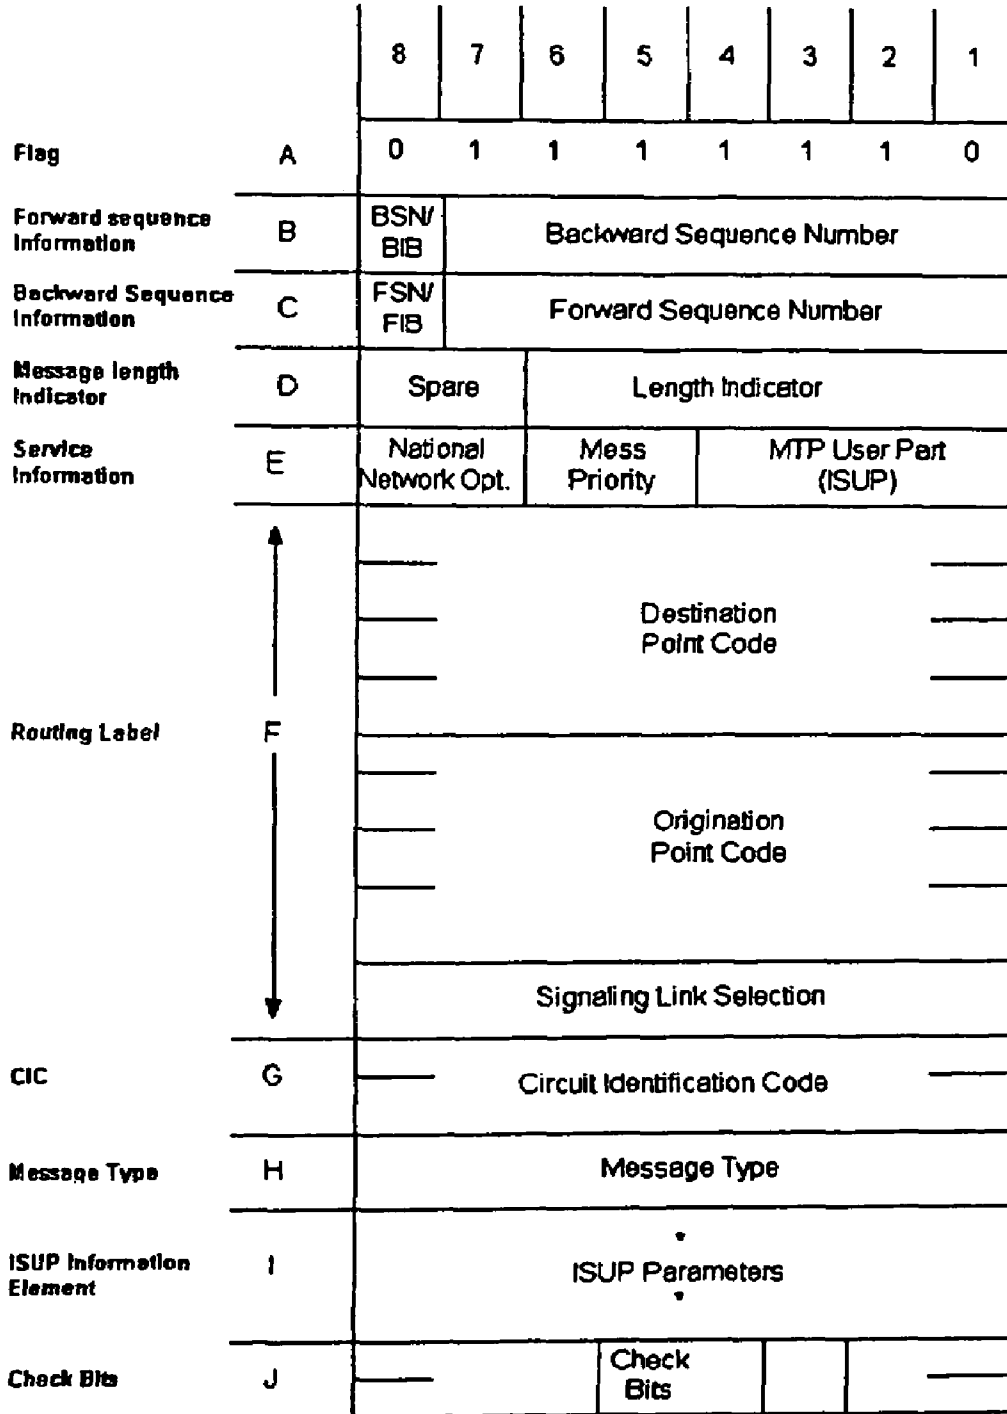 8 7 6 5 4 3 2 1
Flag A 0 1 1 1 1 1 1 0
Forward sequence
Information
B
BSN/
BIB
Backward Sequence Number
Backward Sequence
Information
C
FSN/
FIB
Forward Sequence Number
Message length
Indicator
D
Spare
Length Indicator
Service
Information
E
National
Network Opt.
Mess
Priority
MTP User Part
(ISUP)
Destination
Point Code
Routing Label F
Origination
Point Code
Signaling Link Selection
CIC G Circuit Identification Code
Message Type H Message Type
ISUP Information
Element
I
ISUP Parameters
Check Bits J
Check
Bits